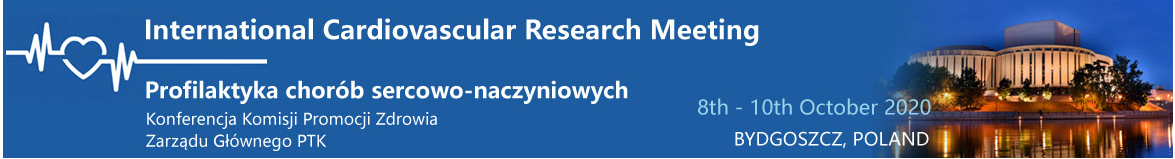 International Cardiovascular Research Meeting
Profilaktyka chorób sercowo-naczyniowych
Konferencja Komisji Promocji Zdrowia
Zarządu Głównego PTK
8th - 10th October 2020
BYDGOSZCZ, POLAND